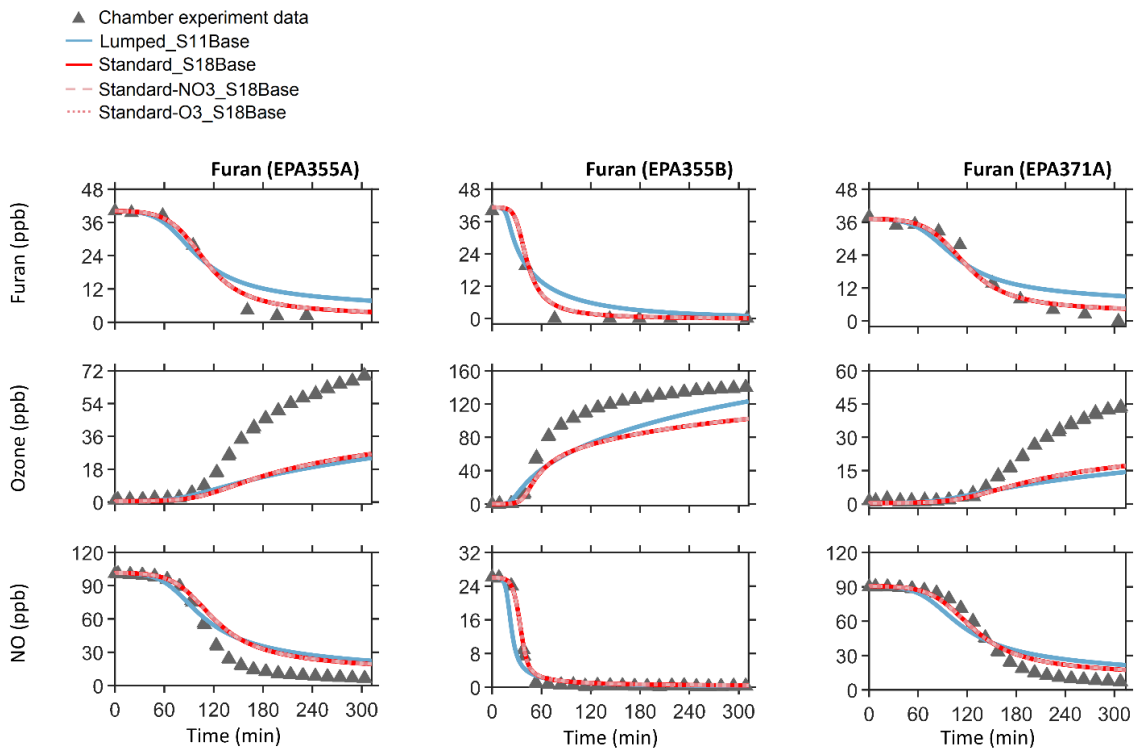 Chamber experiment data
Lumped_S11Base
Standard_S18Base
Standard-NO3_S18Base
Standard-O3_S18Base
Furan (EPA355A)
Furan (EPA355B)
Furan (EPA371A)
Furan (ppb)
48
36
24
12
0
48
36
24
12
0
48
36
24
12
0
Ozone (ppb)
72
54
36
18
0
160
120
80
40
0
60
45
30
15
0
NO (ppb)
120
90
60
30
0
32
24
16
8
0
120
90
60
30
0
0 60 120 180 240 300
0 60 120 180 240 300
0 60 120 180 240 300
Time (min)
Time (min)
Time (min)